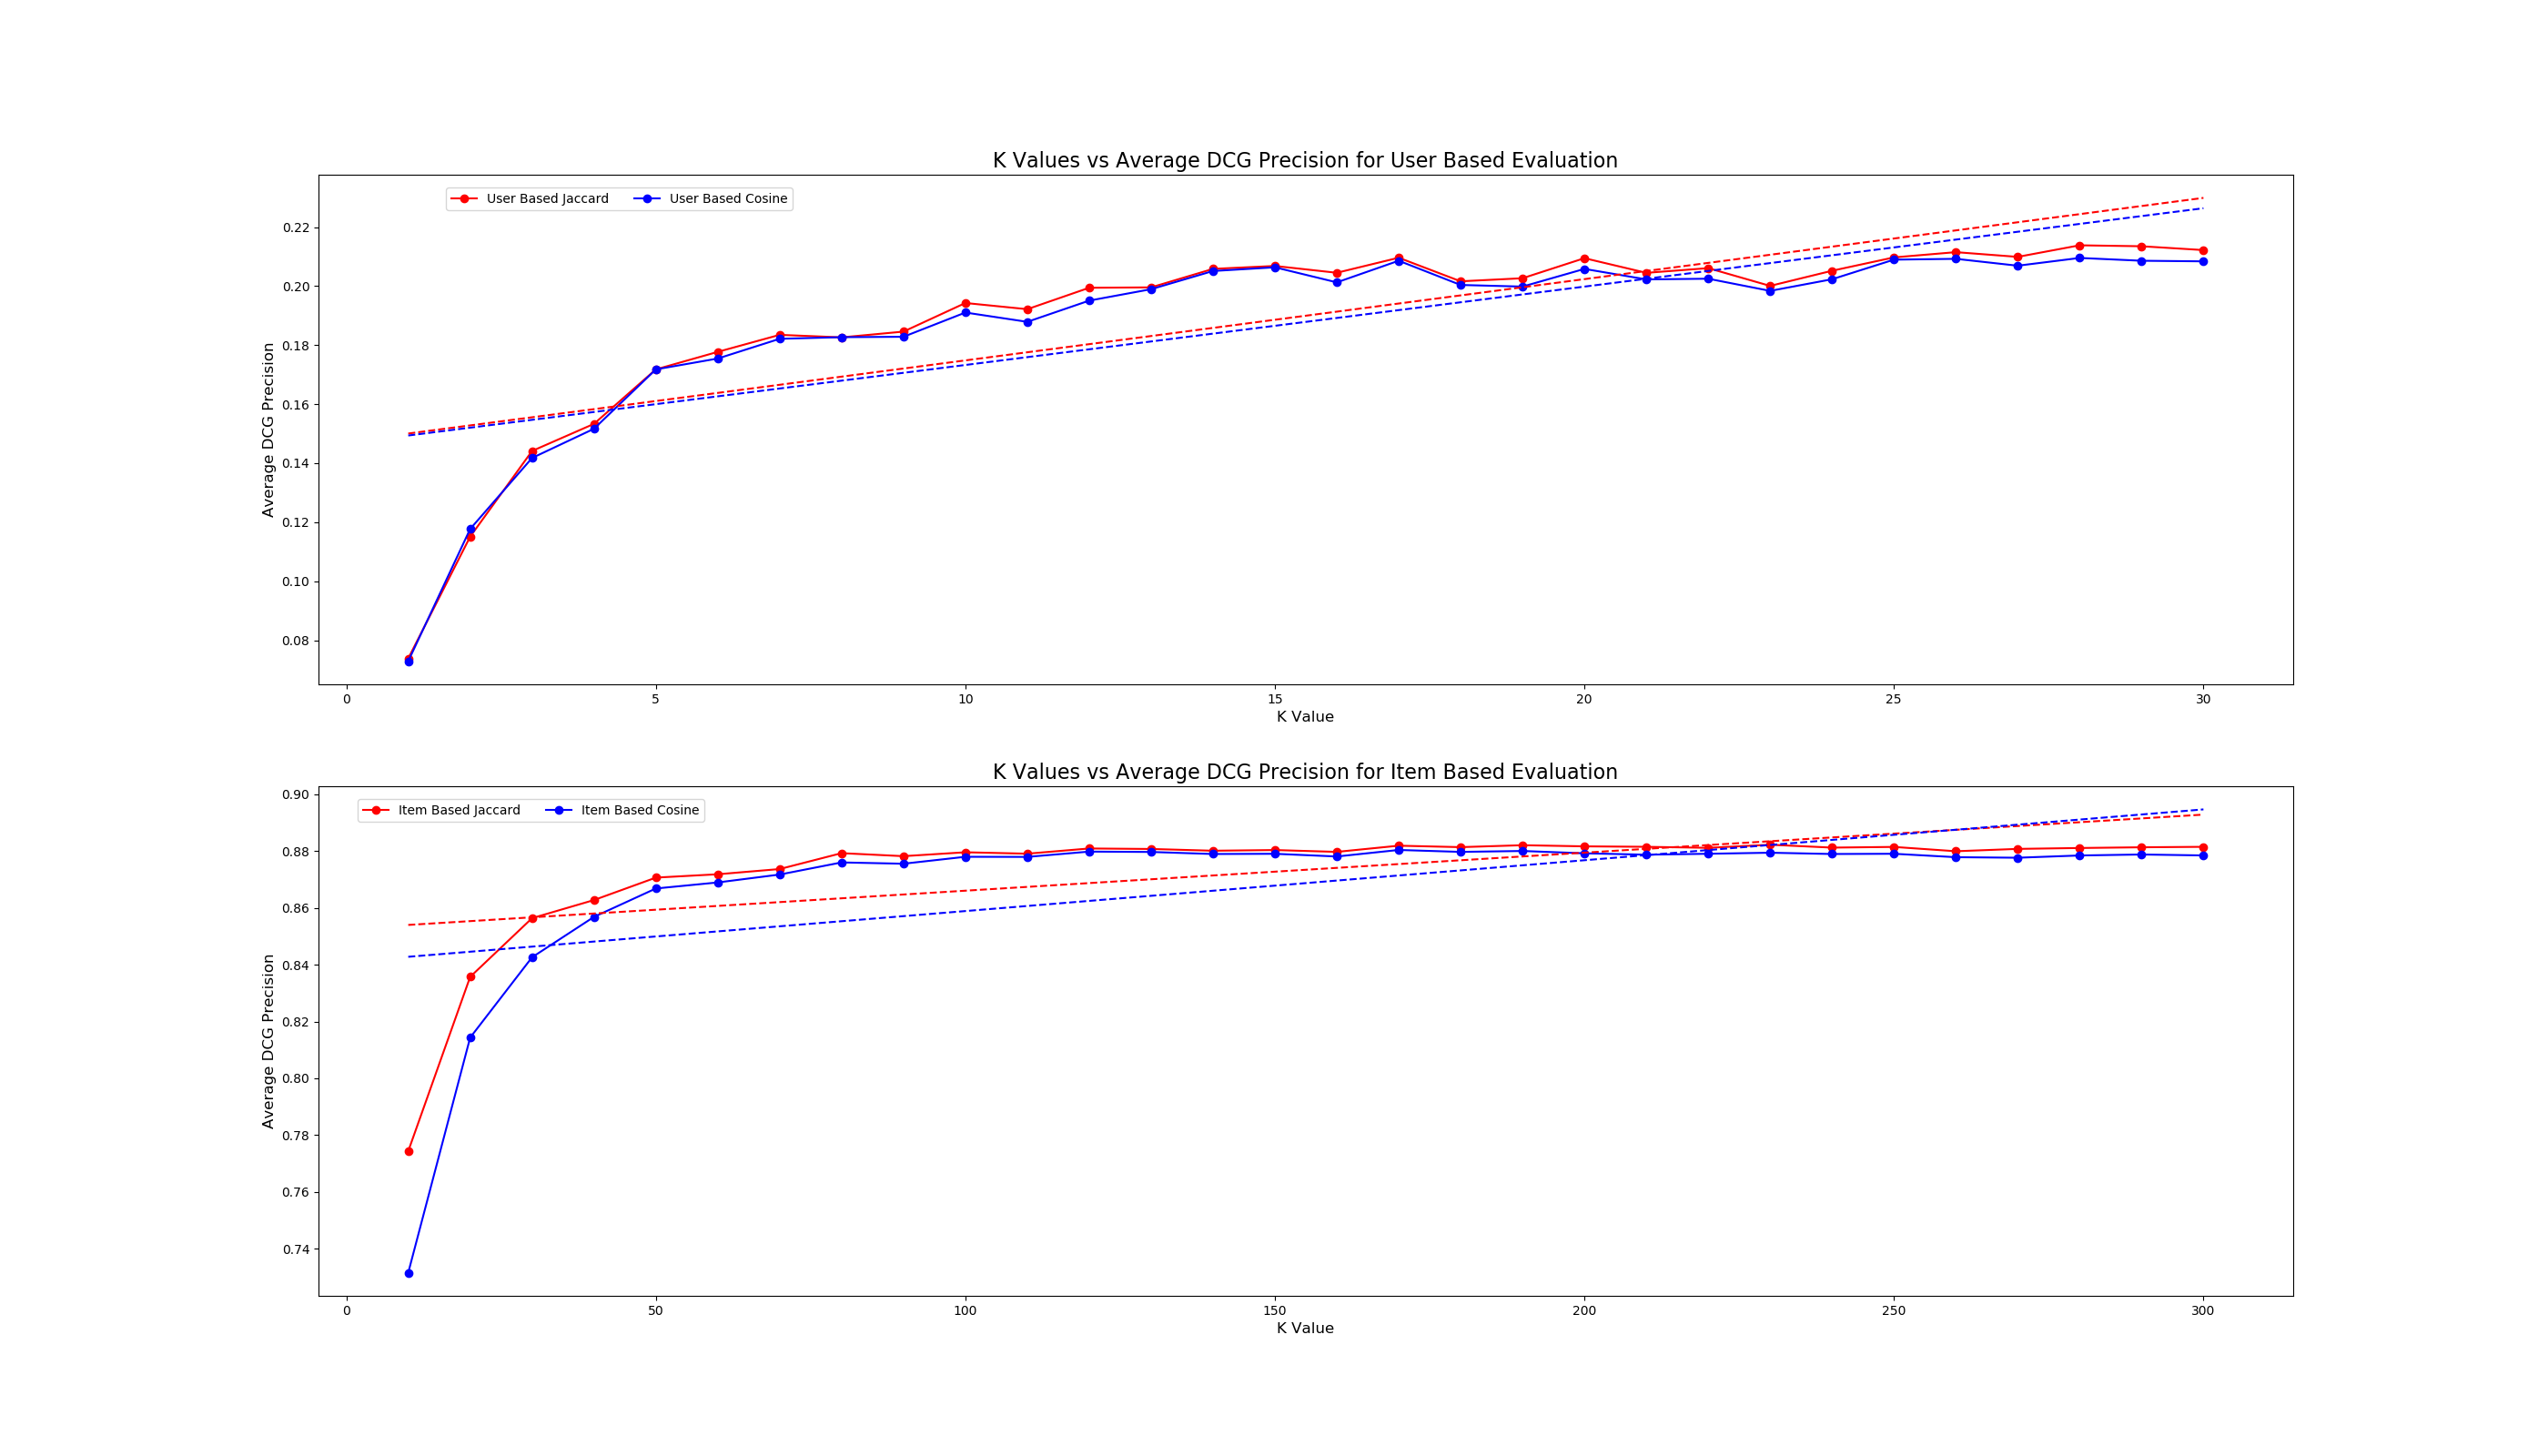 K Values vs Average DCG Precision for User Based Evaluation
User Based Jaccard User Based Cosine
0.22
0.20
0.18
0.16
0.14
0.12
0.10
0.08
Average DCG Precision
0 5 10 15 20 25 30
K Value
K Values vs Average DCG Precision for Item Based Evaluation
Item Based Jaccard Item Based Cosine
0.90
0.88
0.86
0.84
0.82
0.80
0.78
0.76
0.74
Average DCG Precision
0 50 100 150 200 250 300
K Value